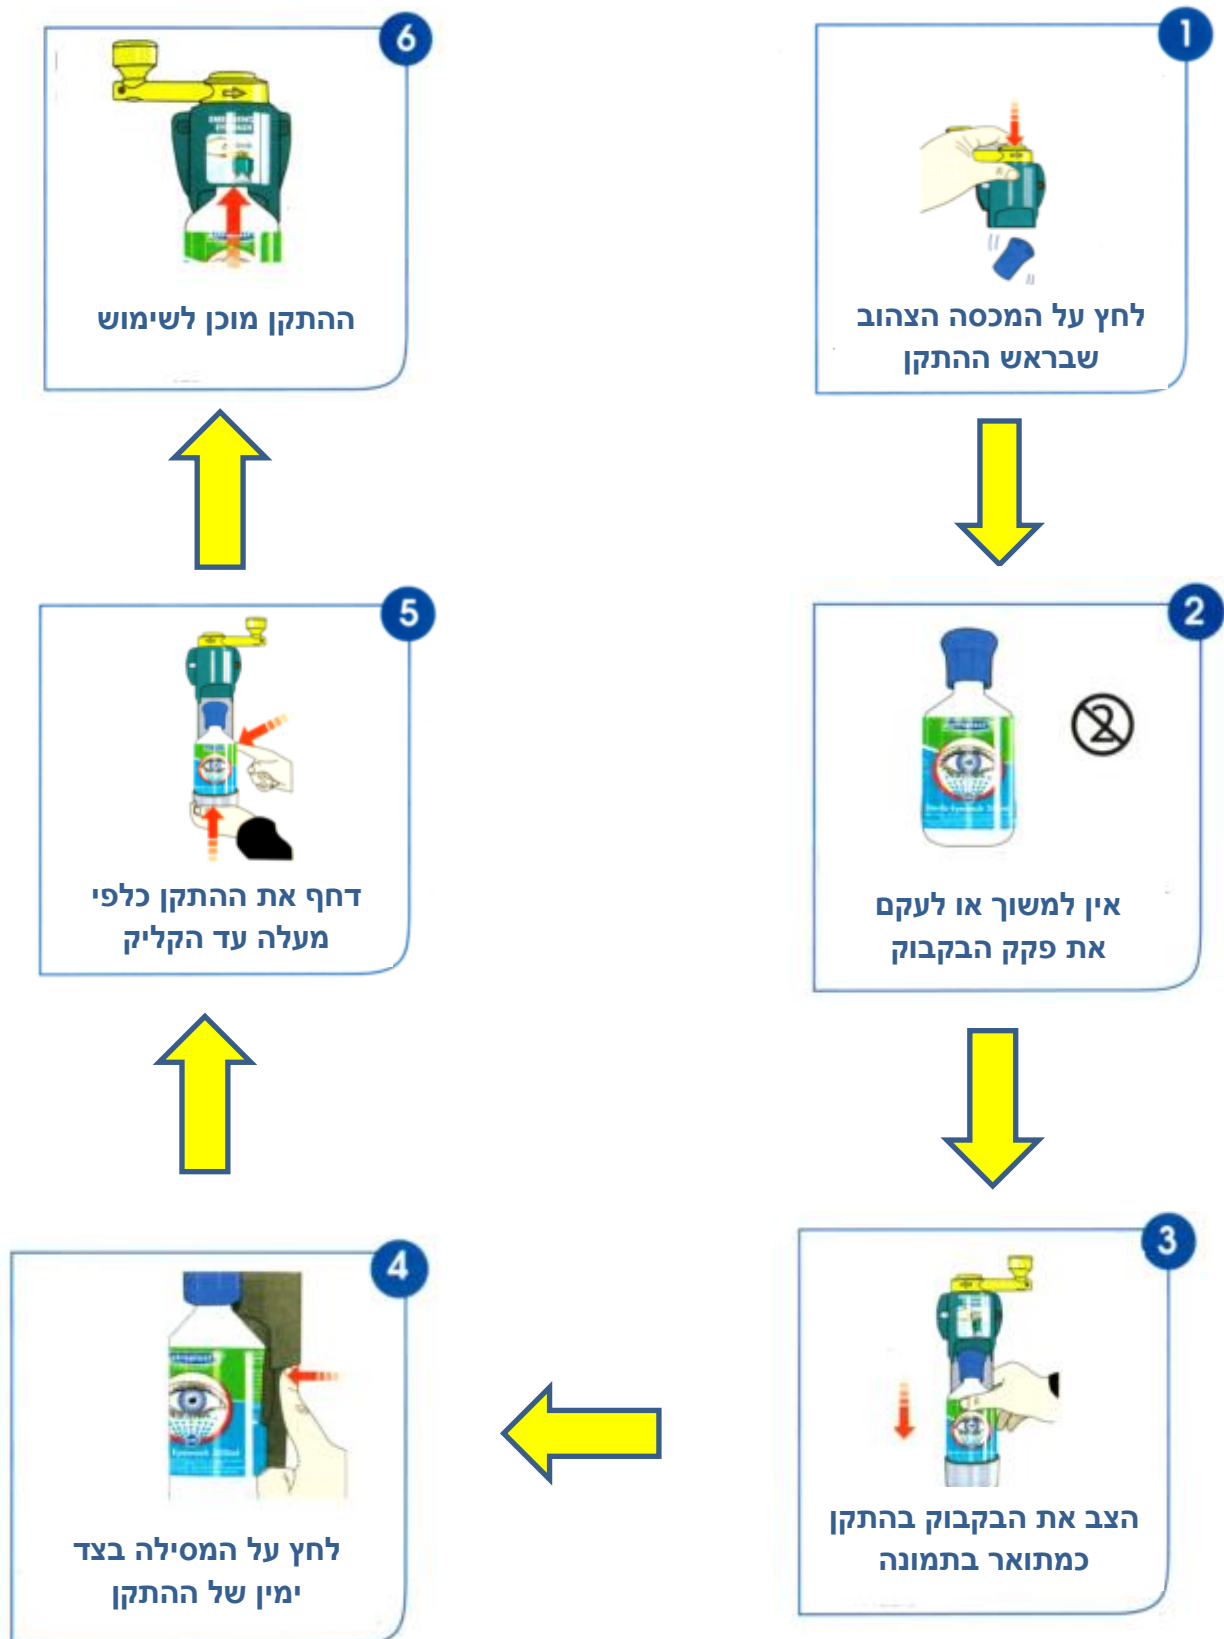 1
לחץ על המכסה הצהוב
שבראש ההתקן
2
אין למשוך או לעקם
את פקק הבקבוק
3
הצב את הבקבוק בהתקן
כמתואר בתמונה
4
לחץ על המסילה בצד
ימין של ההתקן
5
דחף את ההתקן כלפי
מעלה עד הקליק
6
ההתקן מוכן לשימוש